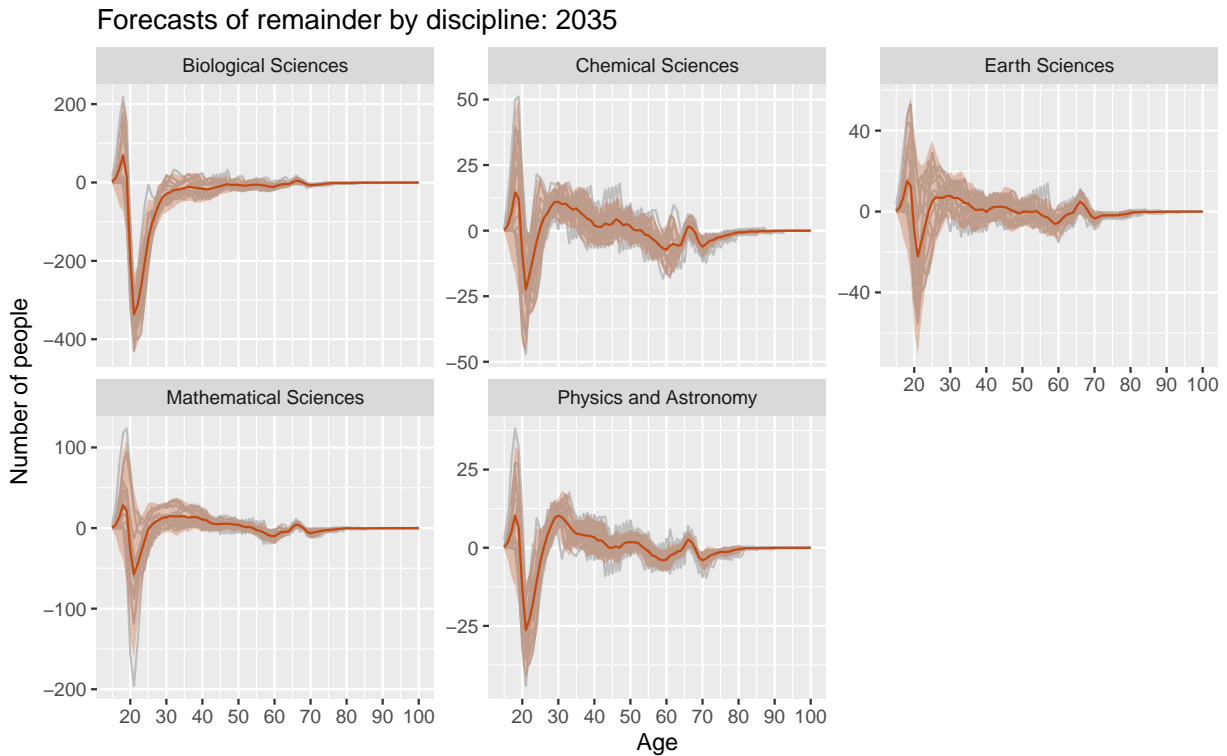 Forecasts of remainder by discipline: 2035
Biological Sciences
Chemical Sciences
Earth Sciences
200
0
−200
−400
50
25
0
−25
−50
40
0
−40
20 30 40 50 60 70 80 90 100
Mathematical Sciences
Physics and Astronomy
100
0
−100
−200
25
0
−25
20 30 40 50 60 70 80 90 100
20 30 40 50 60 70 80 90 100
Number of people
Age